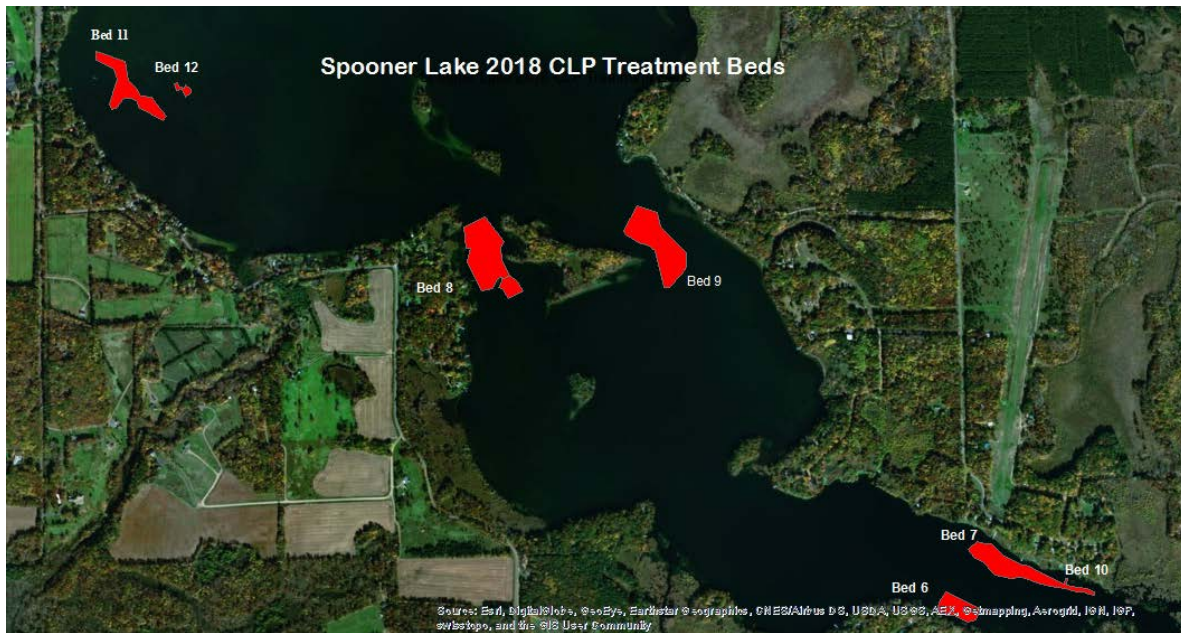 Bed 11
Spooner Lake 2018 CLP Treatment Beds
Bed 12
Bed 9
Bed 8
Bed 7
Bed 10
Bed 6
Source: Esri, DigitalGlobe, GeoEye, Earthstar Geographics, CNES/Airbus DS, USDA, USGS, AEX, Getmapping, Aerogrid, IGN, IGP,
swisstopo, and the GIS User Community